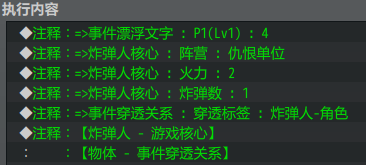 执行内容
◆注释：=>事件漂浮文字 : P1(Lv1) : 4
◆注释：=>炸弹人核心 : 阵营 : 仇恨单位
◆注释：=>炸弹人核心 : 火力 : 2
◆注释：=>炸弹人核心 : 炸弹数 : 1
◆注释：=>事件穿透关系 : 穿透标签 : 炸弹人-角色
◆注释：【炸弹人 - 游戏核心】
：　　：【物体 - 事件穿透关系】